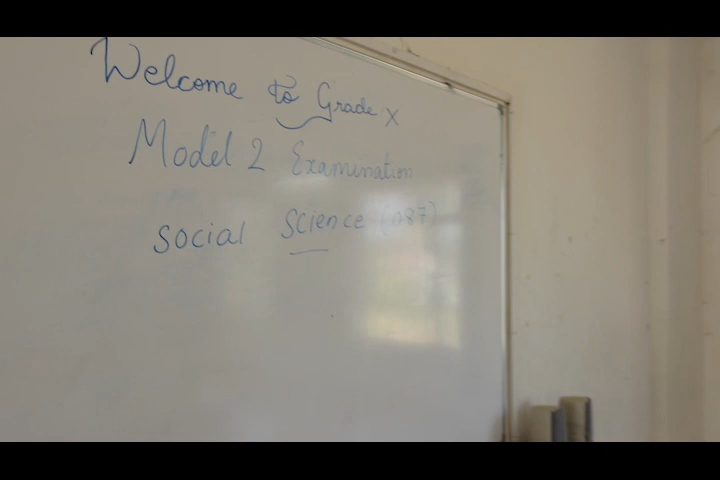 Welcome to Grade X
Model 2 Examination
Social Science (087)